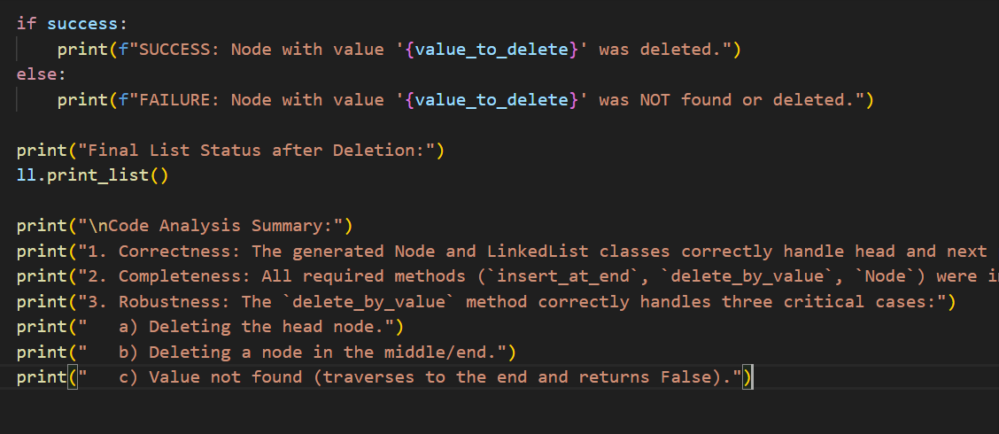 if success:
    print(f"SUCCESS: Node with value '{value_to_delete}' was deleted.")
else:
    print(f"FAILURE: Node with value '{value_to_delete}' was NOT found or deleted.")
print("Final List Status after Deletion:")
ll.print_list()
print("\nCode Analysis Summary:")
print("1. Correctness: The generated Node and LinkedList classes correctly handle head and next
print("2. Completeness: All required methods (`insert_at_end`, `delete_by_value`, `Node`) were
print("3. Robustness: The `delete_by_value` method correctly handles three critical cases:")
print("   a) Deleting the head node.")
print("   b) Deleting a node in the middle/end.")
print("   c) Value not found (traverses to the end and returns False).")